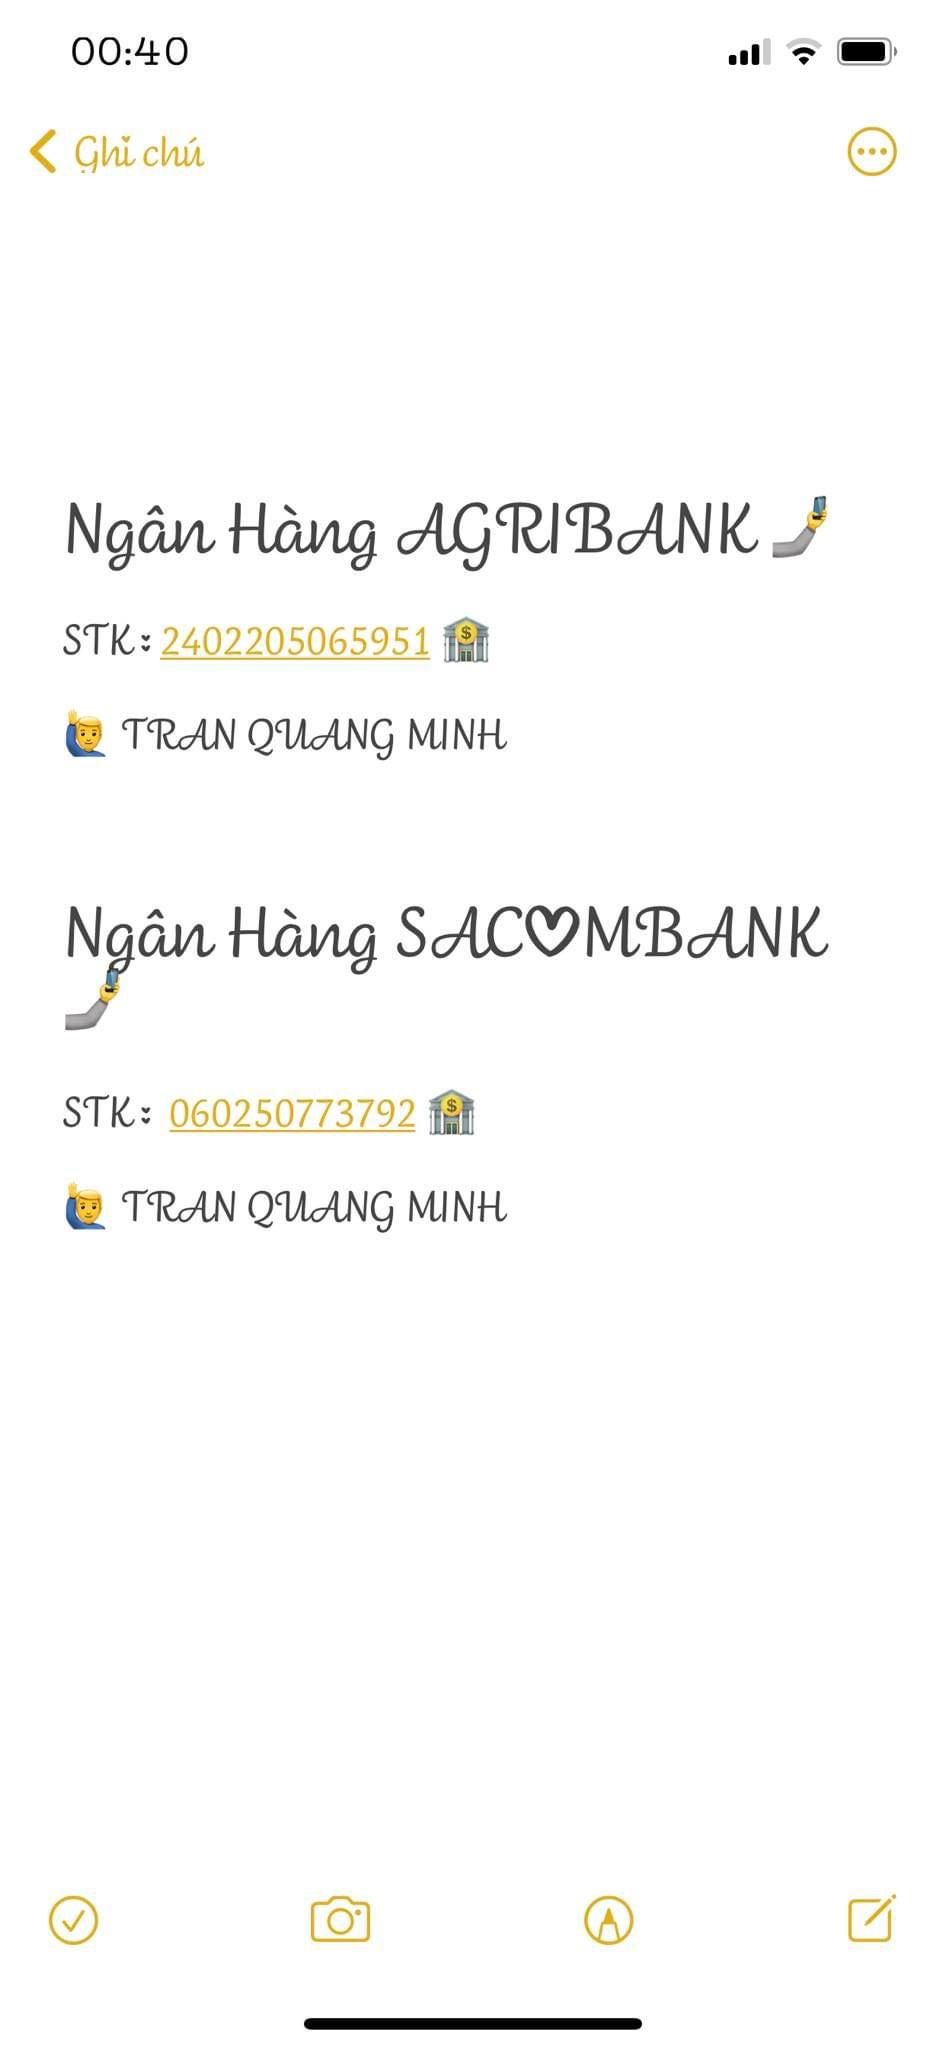 00:40
Ghi chú
Ngân Hàng AGRIBANK
STK: 2402205065951
TRAN QUANG MINH
Ngân Hàng SACOMBANK
STK: 060250773792
TRAN QUANG MINH